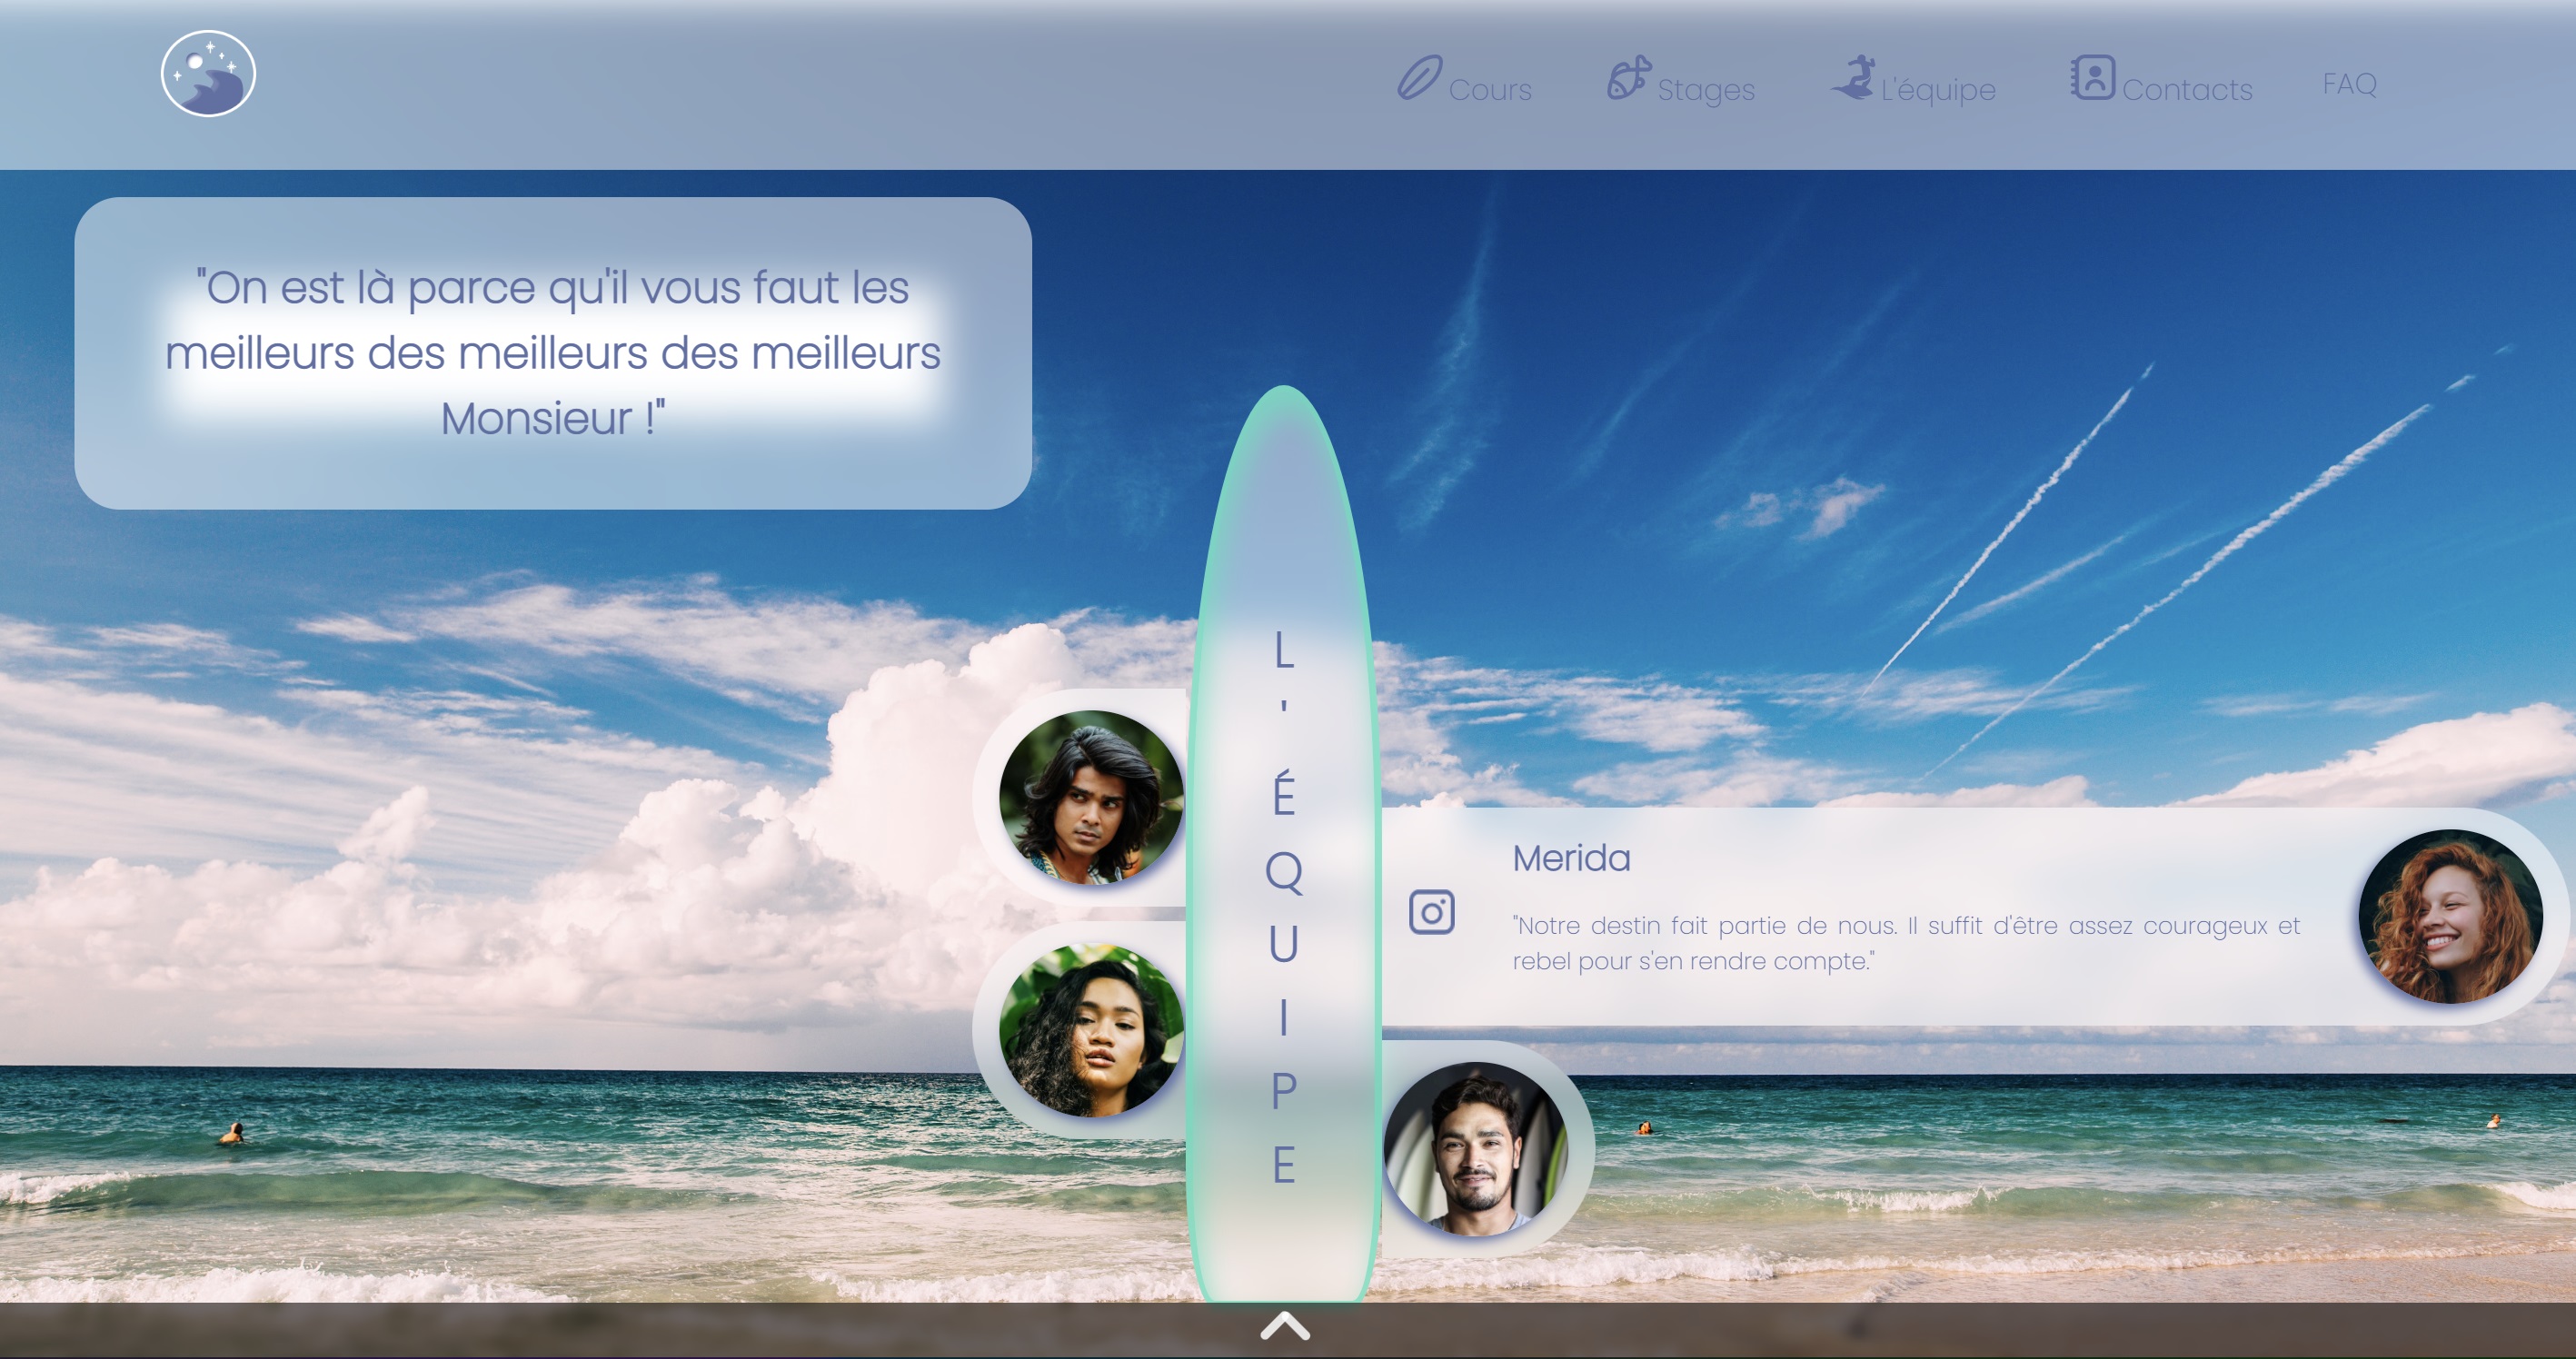 Cours
Stages
L'équipe
Contacts
FAQ
"On est là parce qu'il vous faut les
meilleurs des meilleurs des meilleurs
Monsieur !"
L'ÉQUIPE
Merida
"Notre destin fait partie de nous. Il suffit d'être assez courageux et
rebel pour s'en rendre compte."